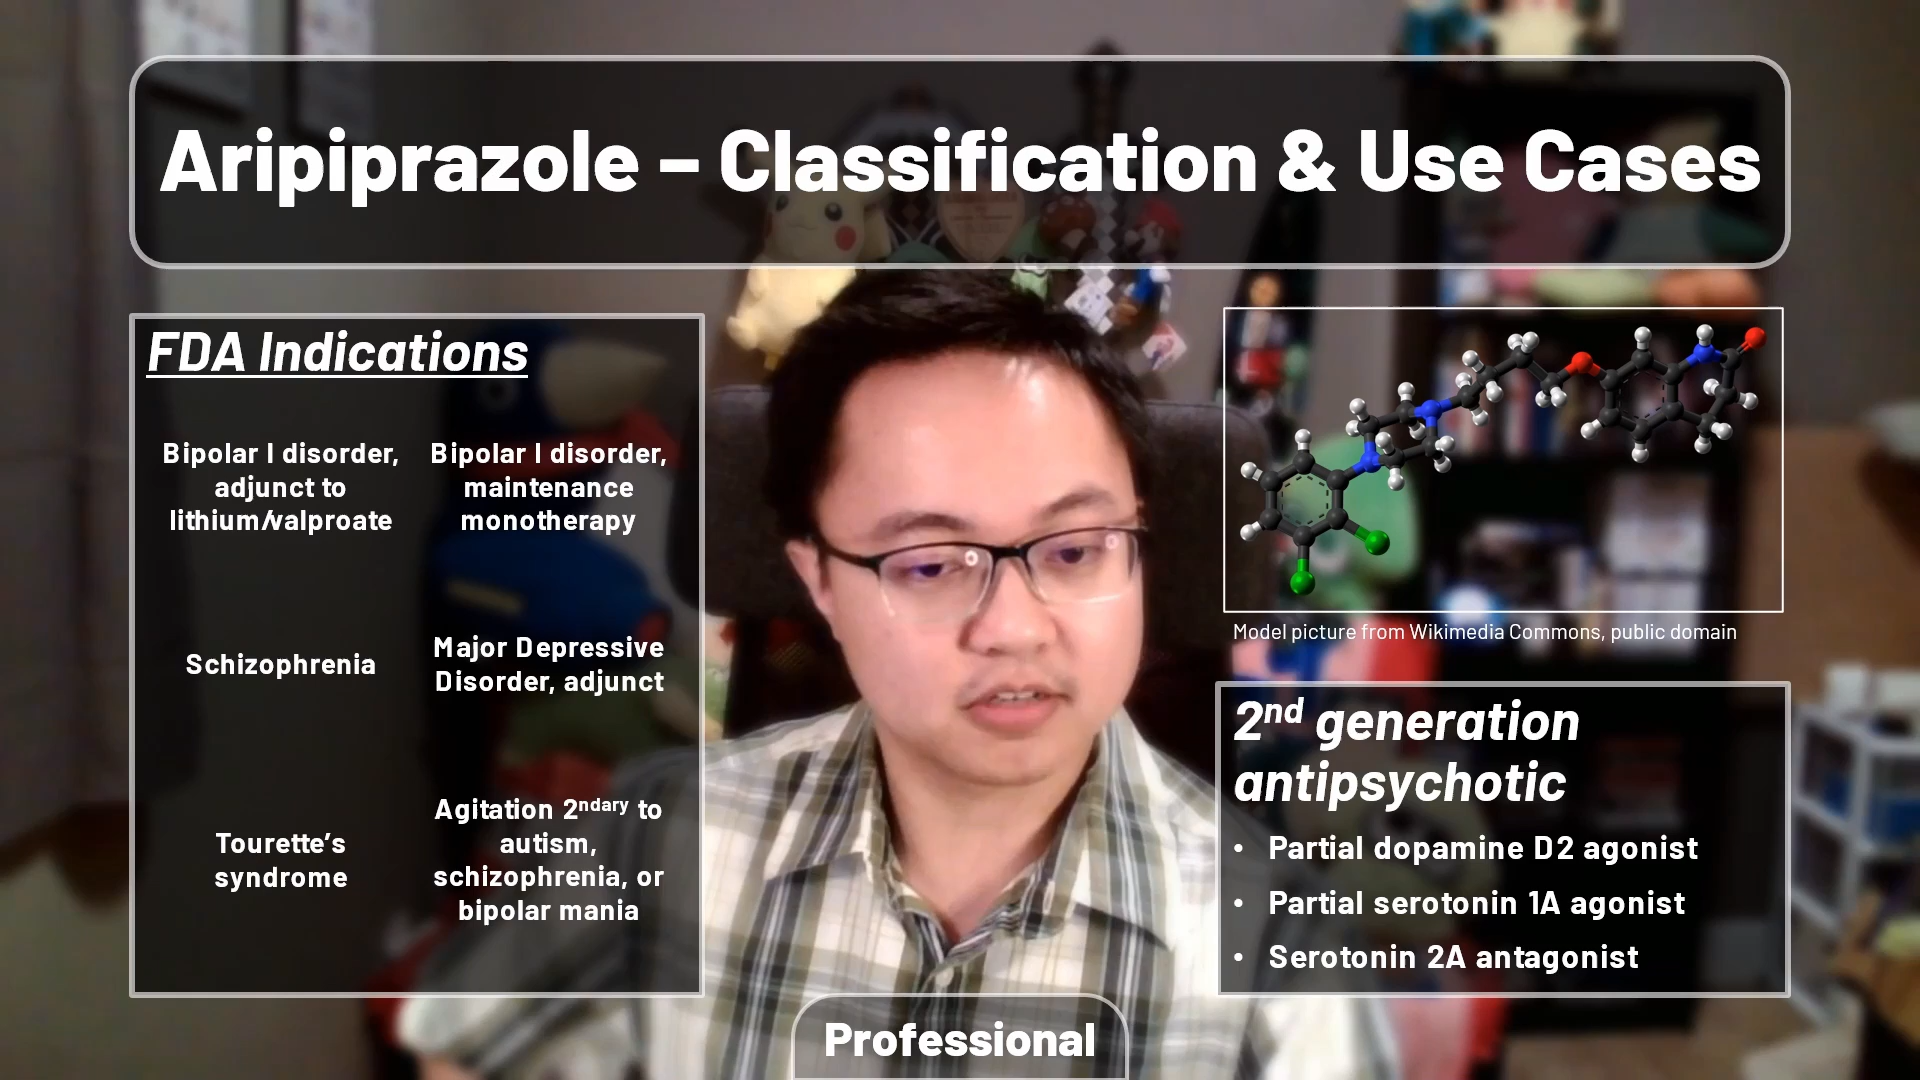 Aripiprazole – Classification & Use Cases
FDA Indications
Bipolar I disorder,
adjunct to
lithium/valproate
Bipolar I disorder,
maintenance
monotherapy
Schizophrenia
Major Depressive
Disorder, adjunct
Tourette’s
syndrome
Agitation 2ndary to
autism,
schizophrenia, or
bipolar mania
Model picture from Wikimedia Commons, public domain
2nd generation
antipsychotic
• Partial dopamine D2 agonist
• Partial serotonin 1A agonist
• Serotonin 2A antagonist
Professional